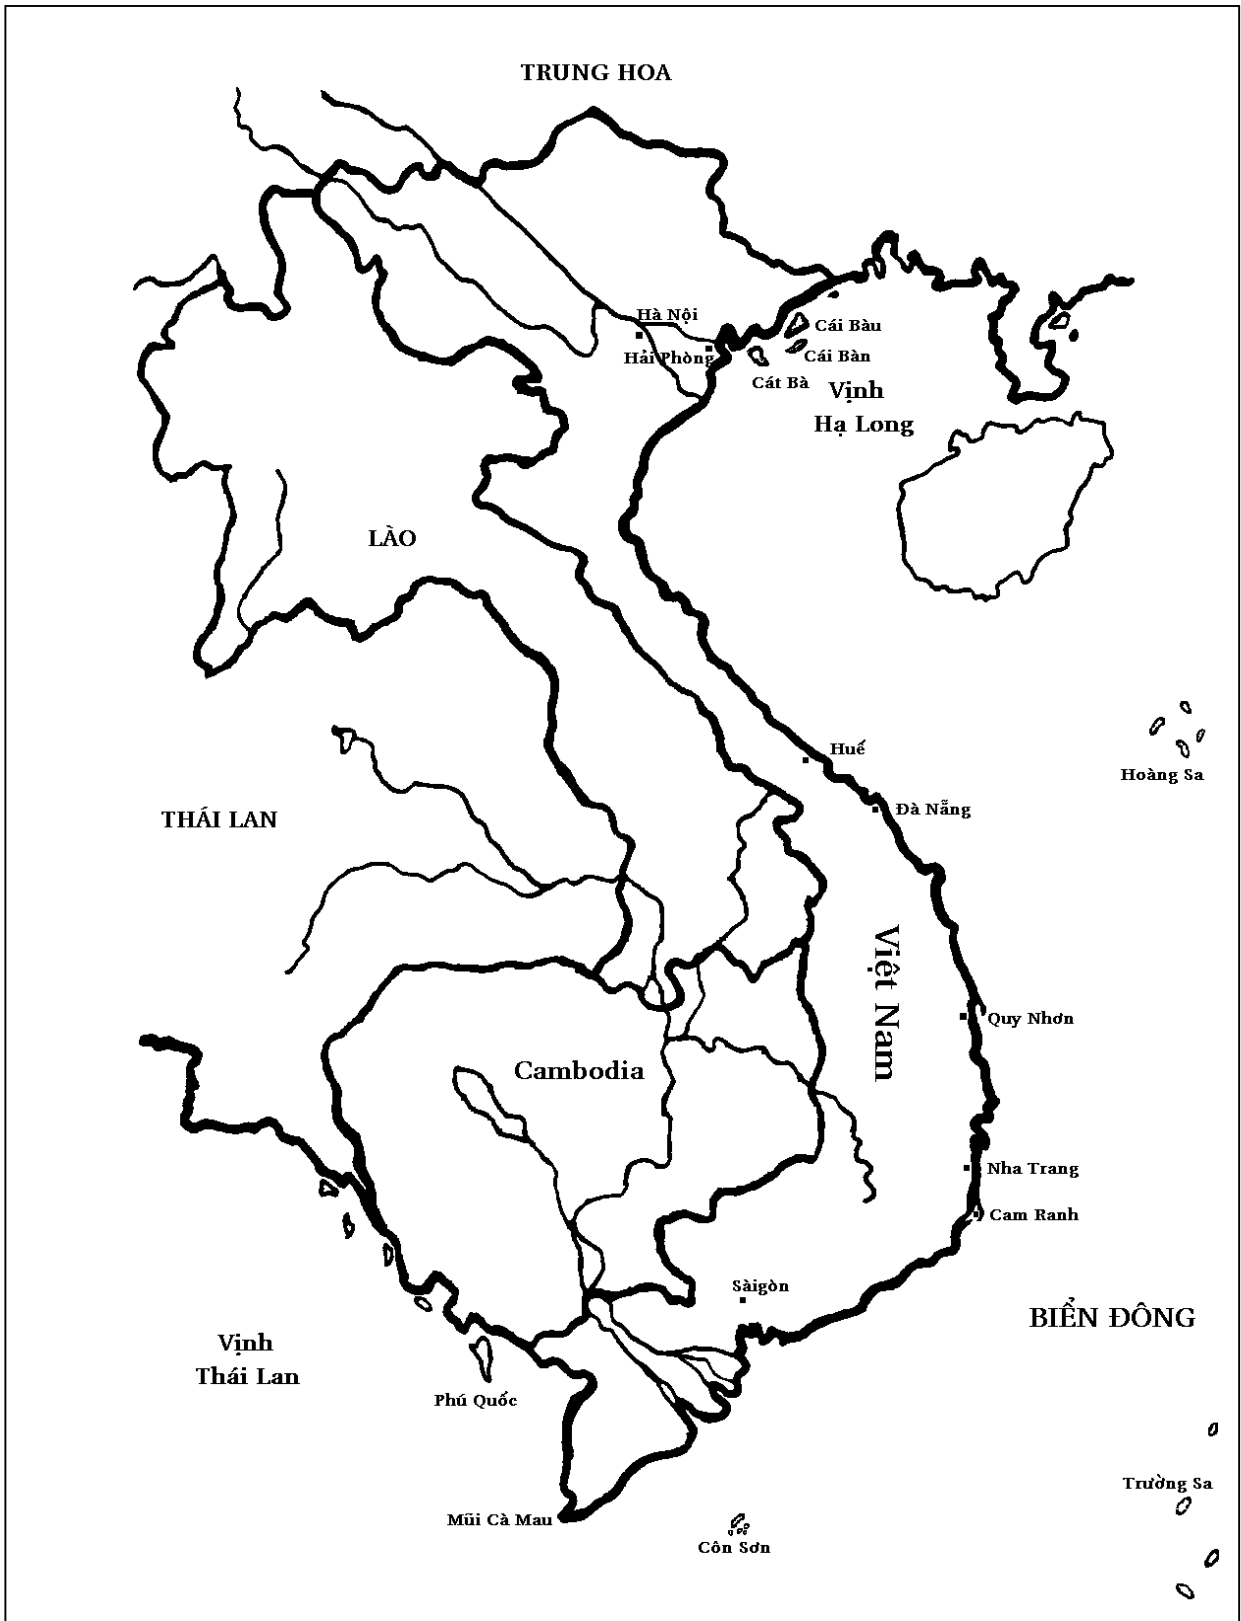 TRUNG HOA
Hà Nội
Hải Phòng
Cái Bàu
Cái Bàn
Cát Bà
Vịnh
Hạ Long
LÀO
Hoàng Sa
Huế
Đà Nẵng
THÁI LAN
Việt Nam
Quy Nhơn
Cambodia
Nha Trang
Cam Ranh
Sàigòn
BIỂN ĐÔNG
Vịnh
Thái Lan
Phú Quốc
Trường Sa
Mũi Cà Mau
Côn Sơn